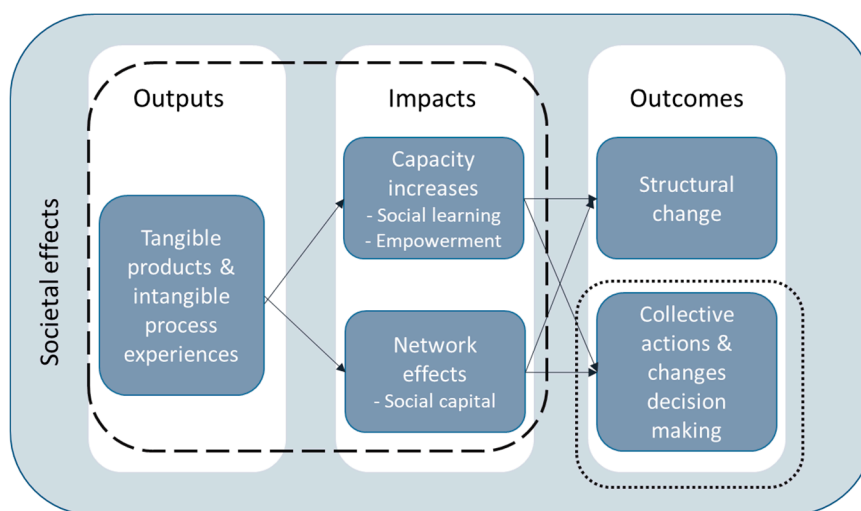 Societal effects
Outputs
Tangible
products &
intangible
process
experiences
Impacts
Capacity
increases
- Social learning
- Empowerment
Network
effects
- Social capital
Outcomes
Structural
change
Collective
actions &
changes
decision
making